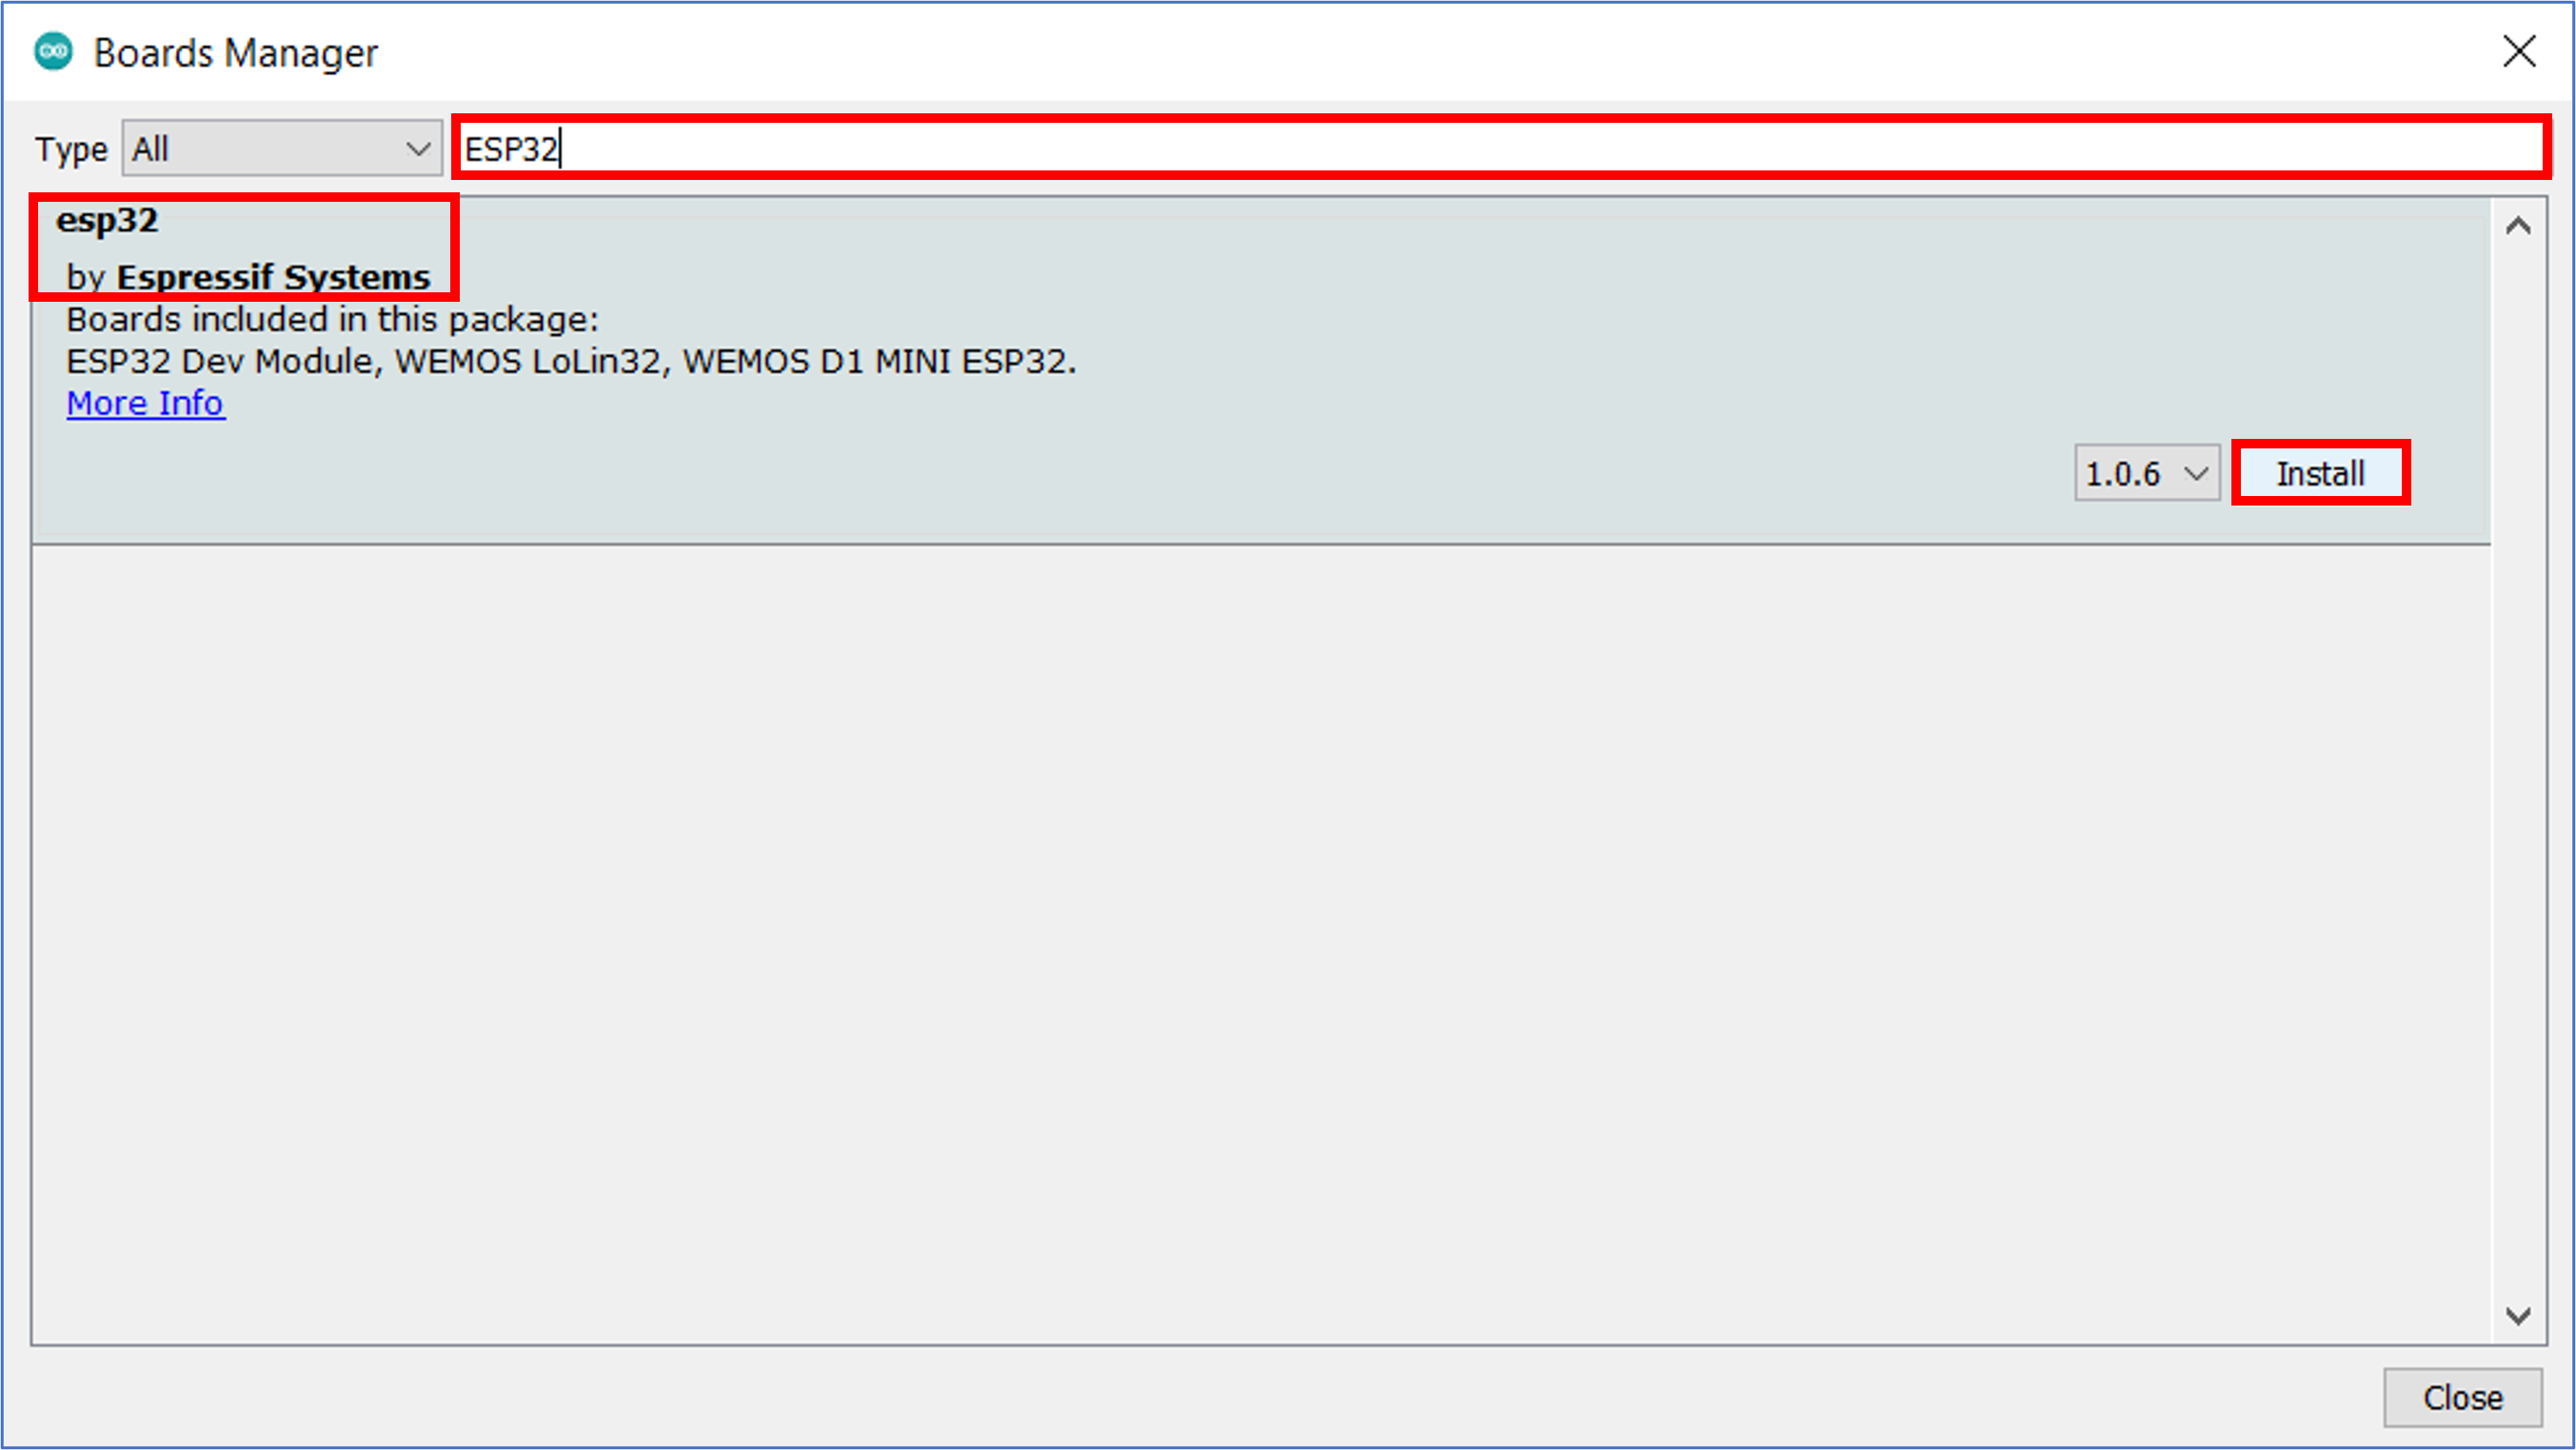 Boards Manager
Type All ESP32
esp32
by Espressif Systems
Boards included in this package:
ESP32 Dev Module, WEMOS LoLin32, WEMOS D1 MINI ESP32.
More Info
1.0.6 Install
Close